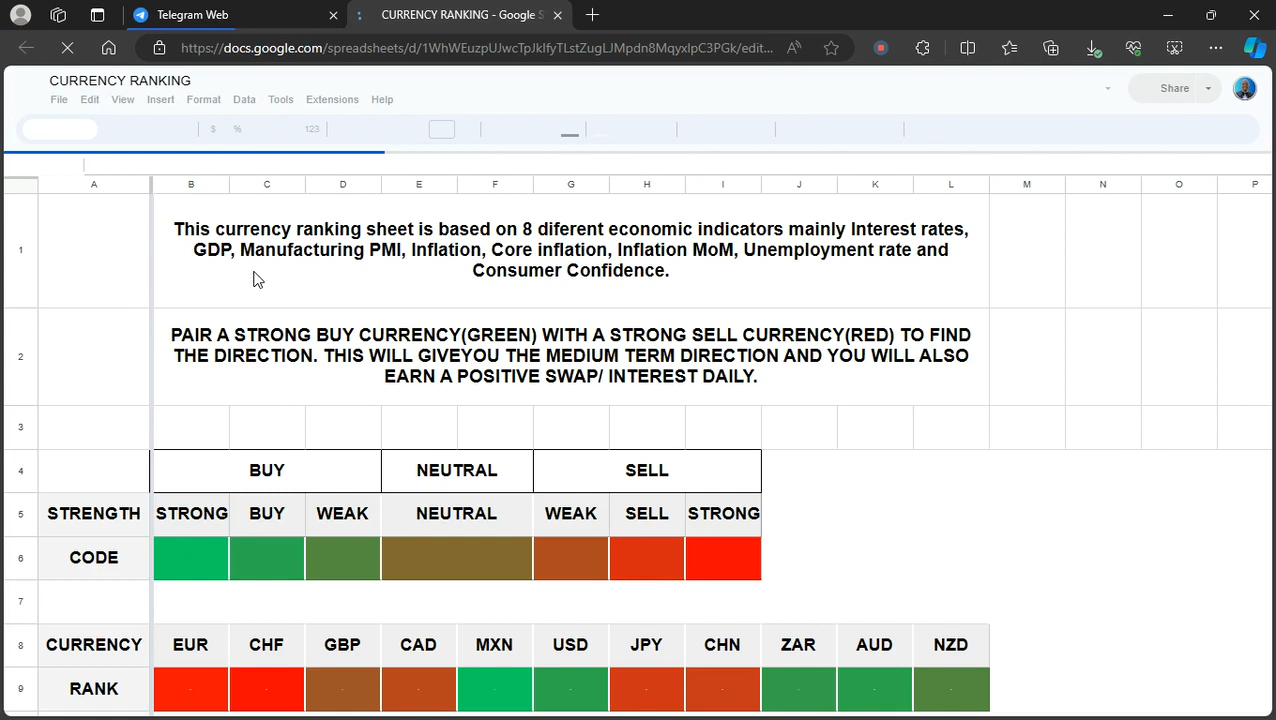 Telegram Web
CURRENCY RANKING - Google S
https://docs.google.com/spreadsheets/d/1WhWEuzpUJwcTpJklfyTLstZugLJMpdn8MqyxlpC3PGk/edit...
CURRENCY RANKING
File Edit View Insert Format Data Tools Extensions Help
Share
$ % 123
A B C D E F G H I J K L M N O P
1
This currency ranking sheet is based on 8 diferent economic indicators mainly Interest rates,
GDP, Manufacturing PMI, Inflation, Core inflation, Inflation MoM, Unemployment rate and
Consumer Confidence.
2
PAIR A STRONG BUY CURRENCY(GREEN) WITH A STRONG SELL CURRENCY(RED) TO FIND
THE DIRECTION. THIS WILL GIVEYOU THE MEDIUM TERM DIRECTION AND YOU WILL ALSO
EARN A POSITIVE SWAP/ INTEREST DAILY.
3
4 BUY NEUTRAL SELL
5 STRENGTH STRONG BUY WEAK NEUTRAL WEAK SELL STRONG
6 CODE
7
8 CURRENCY EUR CHF GBP CAD MXN USD JPY CHN ZAR AUD NZD
9 RANK - - - - - - - - - - -